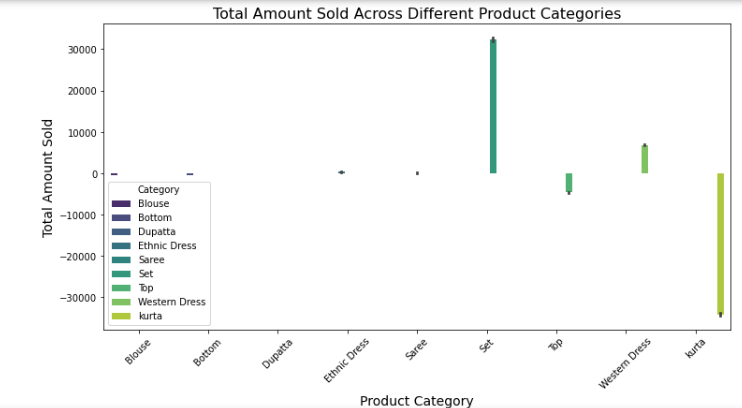 Total Amount Sold Across Different Product Categories
30000
20000
10000
0
−10000
−20000
−30000
Total Amount Sold
Category
Blouse
Bottom
Dupatta
Ethnic Dress
Saree
Set
Top
Western Dress
kurta
Blouse
Bottom
Dupatta
Ethnic Dress
Saree
Set
Top
Western Dress
kurta
Product Category